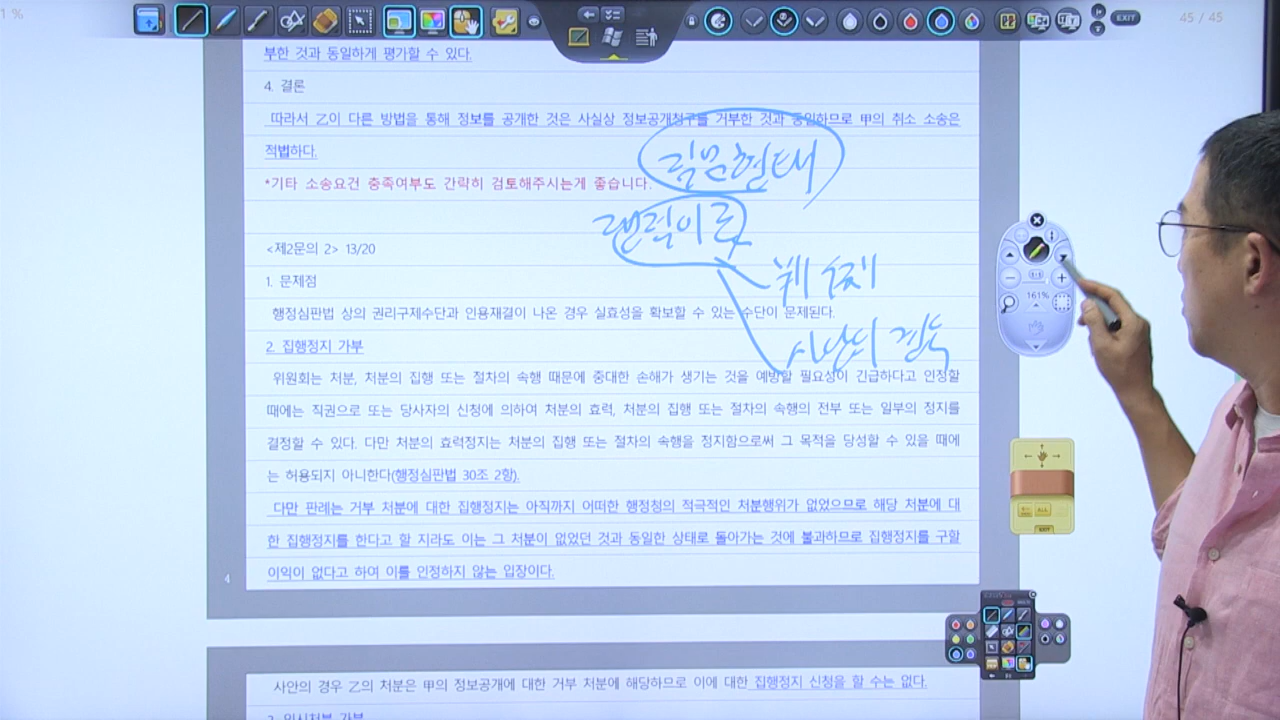 1 %
EXIT
45 / 45
부한 것과 동일하게 평가할 수 있다.
4. 결론
따라서 乙이 다른 방법을 통해 정보를 공개한 것은 사실상 정보공개청구를 거부한 것과 동일하므로 甲의 취소 소송은
적법하다.
*기타 소송요건 충족여부도 간략히 검토해주시는게 좋습니다.
<제2문의 2> 13/20
1. 문제점
행정심판법 상의 권리구제수단과 인용재결이 나온 경우 실효성을 확보할 수 있는 수단이 문제된다.
2. 집행정지 가부
161%
위원회는 처분, 처분의 집행 또는 절차의 속행 때문에 중대한 손해가 생기는 것을 예방할 필요성이 긴급하다고 인정할
때에는 직권으로 또는 당사자의 신청에 의하여 처분의 효력, 처분의 집행 또는 절차의 속행의 전부 또는 일부의 정지를
결정할 수 있다. 다만 처분의 효력정지는 처분의 집행 또는 절차의 속행을 정지함으로써 그 목적을 당성할 수 있을 때에
는 허용되지 아니한다(행정심판법 30조 2항).
다만 판례는 거부 처분에 대한 집행정지는 아직까지 어떠한 행정청의 적극적인 처분행위가 없었으므로 해당 처분에 대
한 집행정지를 한다고 할 지라도 이는 그 처분이 없었던 것과 동일한 상태로 돌아가는 것에 불과하므로 집행정지를 구할
이익이 없다고 하여 이를 인정하지 않는 입장이다.
4
ALL
EXIT
사안의 경우 乙의 처분은 甲의 정보공개에 대한 거부 처분에 해당하므로 이에 대한 집행정지 신청을 할 수는 없다.